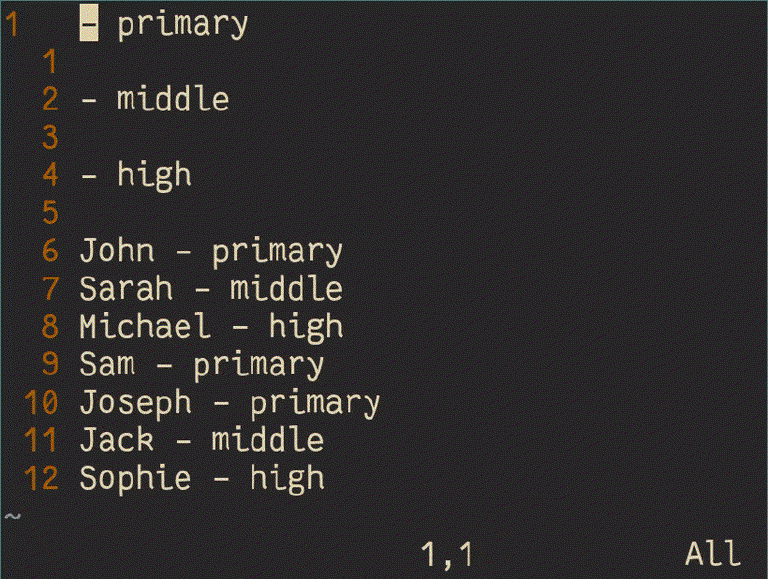 1 - primary
1
2 - middle
3
4 - high
5
6 John - primary
7 Sarah - middle
8 Michael - high
9 Sam - primary
10 Joseph - primary
11 Jack - middle
12 Sophie - high
~
1,1 All